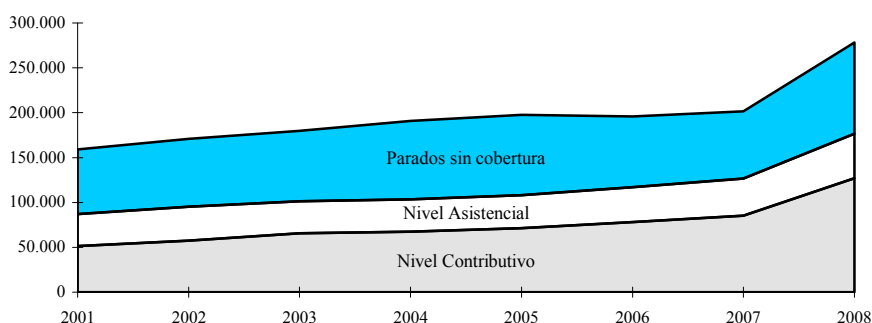 300.000
250.000
200.000
150.000
100.000
50.000
0
Parados sin cobertura
Nivel Asistencial
Nivel Contributivo
2001 2002 2003 2004 2005 2006 2007 2008